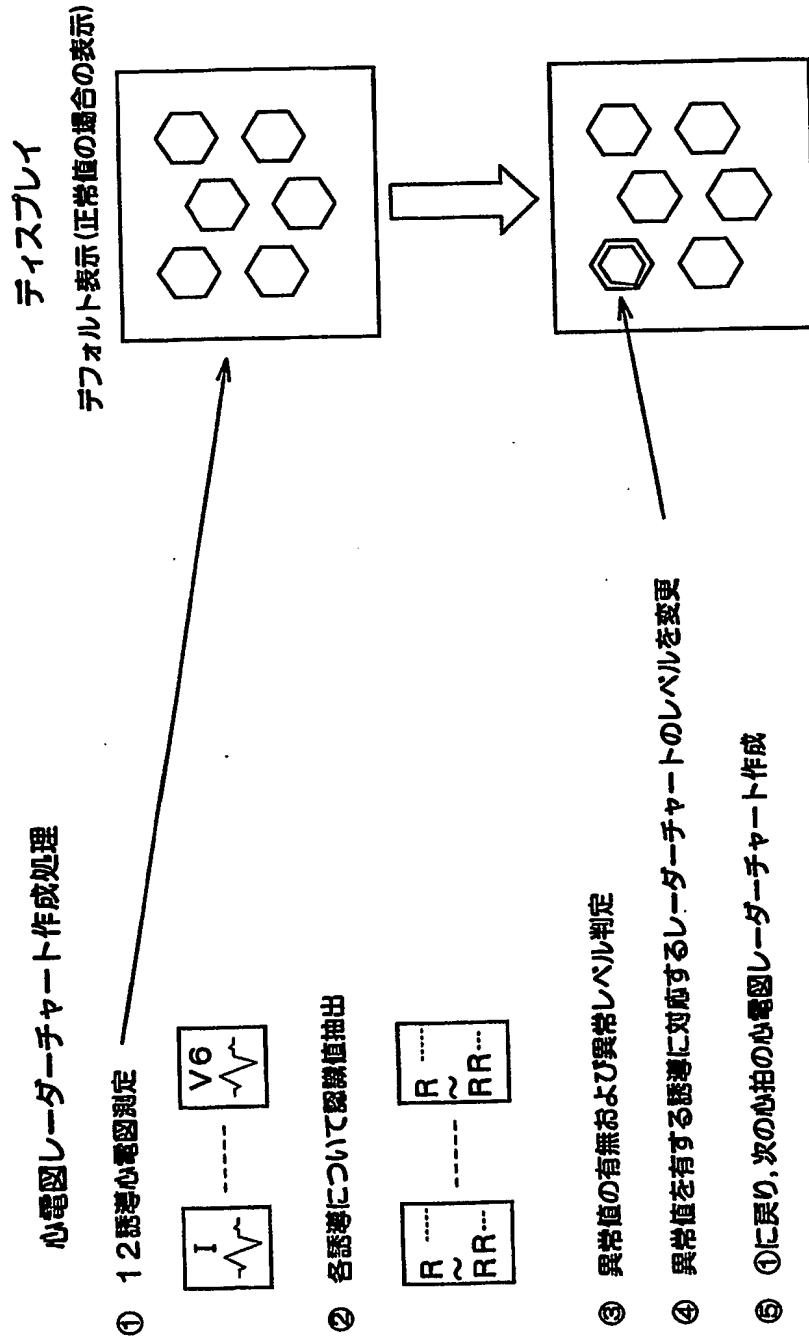 心電図レーダーチャート作成処理
① 12誘導心電図測定
I ----- V6
② 各誘導について認識値抽出
R ----- R -----
~ ----- ~
RR--- RR---
③ 異常値の有無および異常レベル判定
④ 異常値を有する誘導に対応するレーダーチャートのレベルを変更
⑤ ①に戻り,次の心拍の心電図レーダーチャート作成
ディスプレイ
デフォルト表示(正常値の場合の表示)